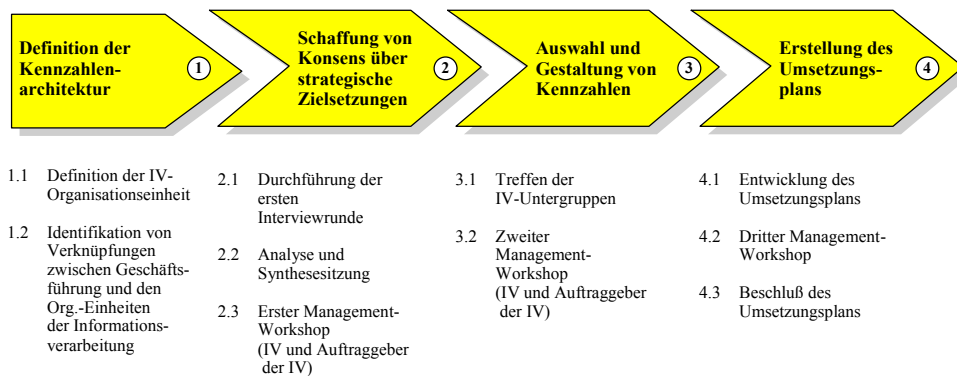 Definition der
Kennzahlen-
architektur
1
Schaffung von
Konsens über
strategische
Zielsetzungen
2
Auswahl und
Gestaltung von
Kennzahlen
3
Erstellung des
Umsetzungs-
plans
4
1.1 Definition der IV-
Organisationseinheit
1.2 Identifikation von
Verknüpfungen
zwischen Geschäfts-
führung und den
Org.-Einheiten
der Informations-
verarbeitung
2.1 Durchführung der
ersten
Interviewrunde
2.2 Analyse und
Synthesesitzung
2.3 Erster Management-
Workshop
(IV und Auftraggeber
der IV)
3.1 Treffen der
IV-Untergruppen
3.2 Zweiter
Management-
Workshop
(IV und Auftraggeber
der IV)
4.1 Entwicklung des
Umsetzungsplans
4.2 Dritter Management-
Workshop
4.3 Beschluß des
Umsetzungsplans